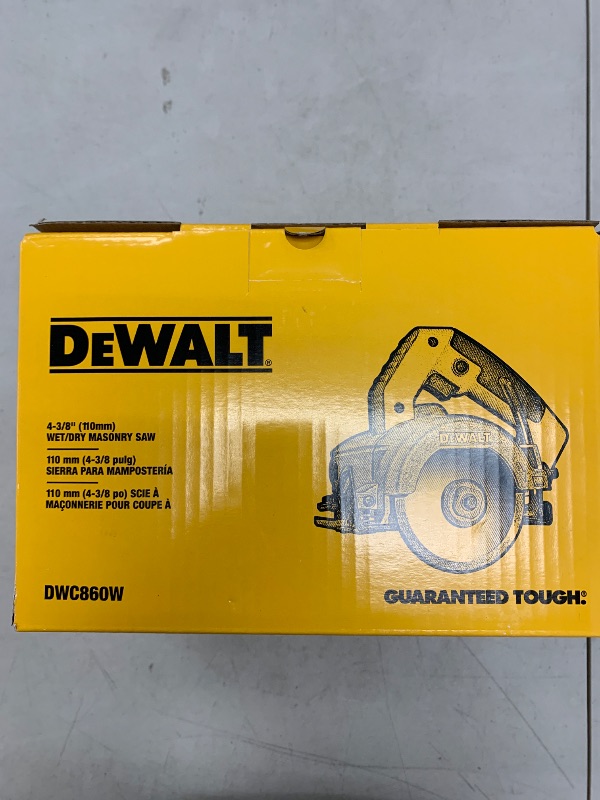 DEWALT®
4-3/8" (110mm)
WET/DRY MASONRY SAW
110 mm (4-3/8 pulg)
SIERRA PARA MAMPOSTERÍA
110 mm (4-3/8 po) SCIE À
MAÇONNERIE POUR COUPE À
DEWALT
DWC860W
GUARANTEED TOUGH.®